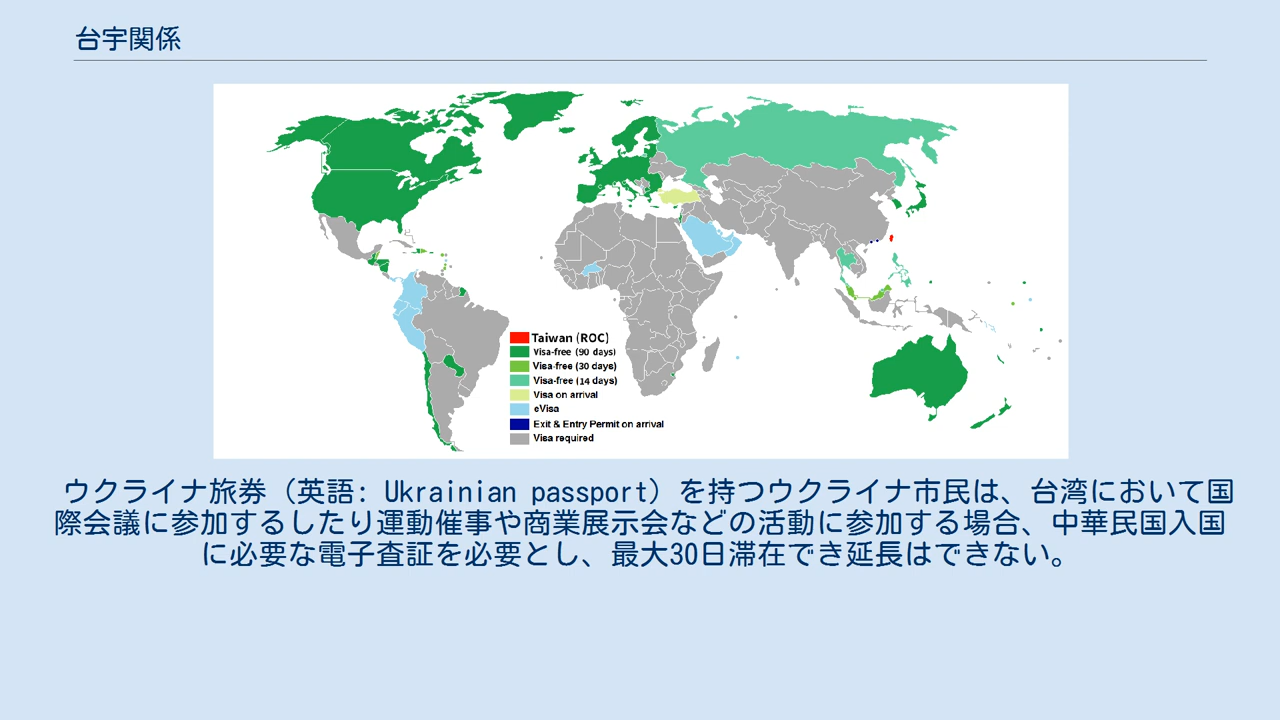 台宇関係
Taiwan (ROC)
Visa-free (90 days)
Visa-free (30 days)
Visa-free (14 days)
Visa on arrival
eVisa
Exit & Entry Permit on arrival
Visa required
ウクライナ旅券（英語: Ukrainian passport）を持つウクライナ市民は、台湾において国
際会議に参加するしたり運動催事や商業展示会などの活動に参加する場合、中華民国入国
に必要な電子査証を必要とし、最大30日滞在でき延長はできない。